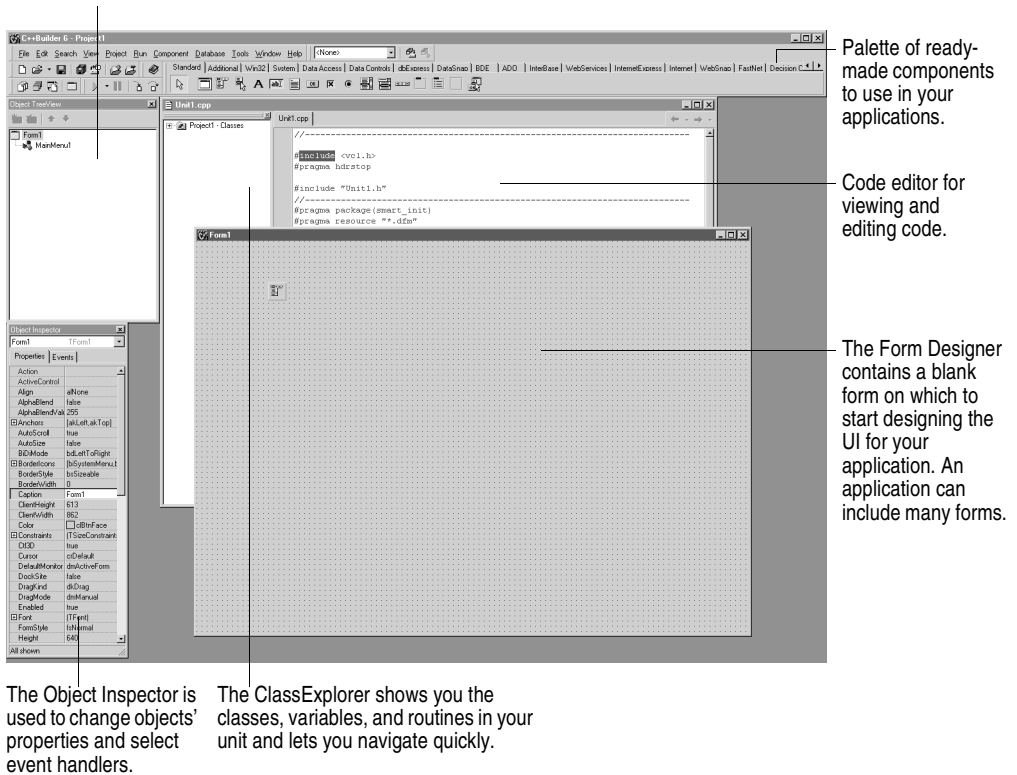 C++Builder 6 - Project1
File Edit Search View Project Run Component Database Tools Window Help <None>
Standard Additional Win32 System Data Access Data Controls dbExpress DataSnap BDE ADO InterBase WebServices InternetExpress Internet WebSnap FastNet Decision C
Object TreeView
Form1
MainMenu1
Unit1.cpp
Project1 - Classes
Unit1.cpp
//---------------------------------------------------------------------------
#include <vcl.h>
#pragma hdrstop
#include "Unit1.h"
//---------------------------------------------------------------------------
#pragma package(smart_init)
#pragma resource "*.dfm"
Form1
Object Inspector
Form1 TForm1
Properties Events
Action
ActiveControl
Align alNone
AlphaBlend false
AlphaBlendVal 255
Anchors [akLeft,akTop]
AutoScroll true
AutoSize false
BiDiMode bdLeftToRight
BorderIcons [biSystemMenu,
BorderStyle bsSizeable
BorderWidth 0
Caption Form1
ClientHeight 613
ClientWidth 862
Color clBtnFace
Constraints (TSizeConstraint
Ctl3D true
Cursor crDefault
DefaultMonitor dmActiveForm
DockSite false
DragKind dkDrag
DragMode dmManual
Enabled true
Font (TFont)
FormStyle fsNormal
Height 640
All shown
Palette of ready-
made components
to use in your
applications.
Code editor for
viewing and
editing code.
The Form Designer
contains a blank
form on which to
start designing the
UI for your
application. An
application can
include many forms.
The Object Inspector is
used to change objects’
properties and select
event handlers.
The ClassExplorer shows you the
classes, variables, and routines in your
unit and lets you navigate quickly.